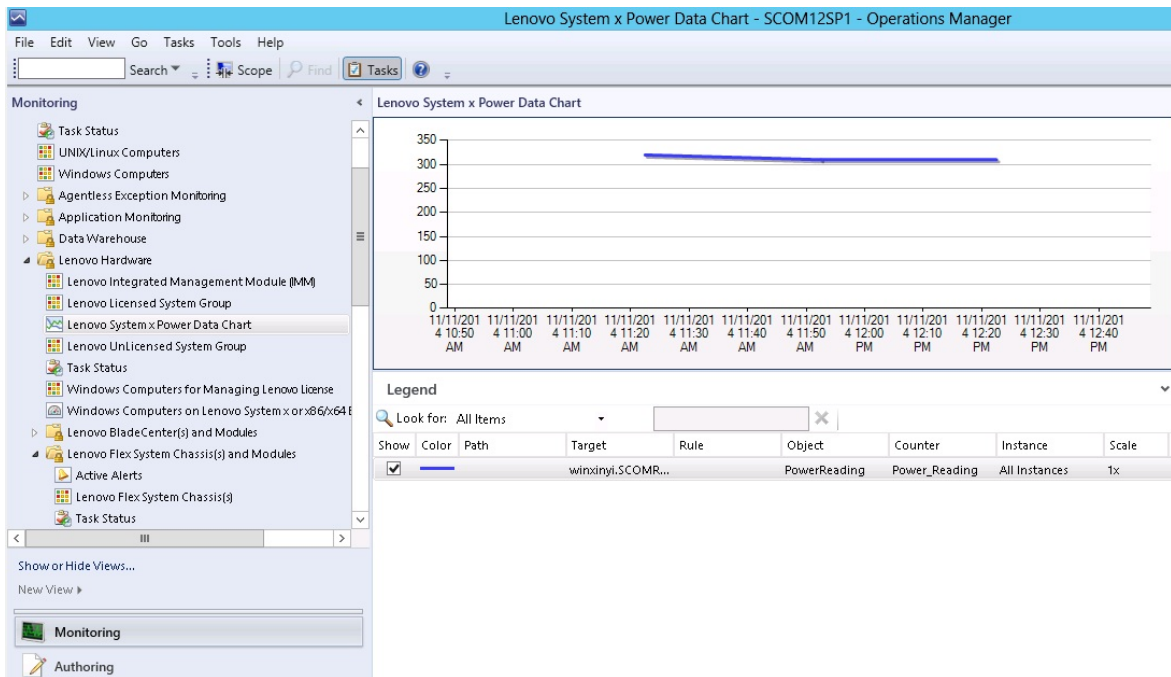 Lenovo System x Power Data Chart - SCOM12SP1 - Operations Manager
File Edit View Go Tasks Tools Help
Search Scope Find Tasks
Monitoring
Task Status
UNIX/Linux Computers
Windows Computers
Agentless Exception Monitoring
Application Monitoring
Data Warehouse
Lenovo Hardware
Lenovo Integrated Management Module (IMM)
Lenovo Licensed System Group
Lenovo System x Power Data Chart
Lenovo UnLicensed System Group
Task Status
Windows Computers for Managing Lenovo License
Windows Computers on Lenovo System x or x86/x64 B
Lenovo BladeCenter(s) and Modules
Lenovo Flex System Chassis(s) and Modules
Active Alerts
Lenovo Flex System Chassis(s)
Task Status
Show or Hide Views...
New View
Monitoring
Authoring
Lenovo System x Power Data Chart
350
300
250
200
150
100
50
0
11/11/201 11/11/201 11/11/201 11/11/201 11/11/201 11/11/201 11/11/201 11/11/201 11/11/201 11/11/201 11/11/201 11/11/201
4 10:50 4 11:00 4 11:10 4 11:20 4 11:30 4 11:40 4 11:50 4 12:00 4 12:10 4 12:20 4 12:30 4 12:40
AM AM AM AM AM AM AM PM PM PM PM PM
Legend
Look for: All Items
Show Color Path Target Rule Object Counter Instance Scale
winxinyi.SCOMR... PowerReading Power_Reading All Instances 1x